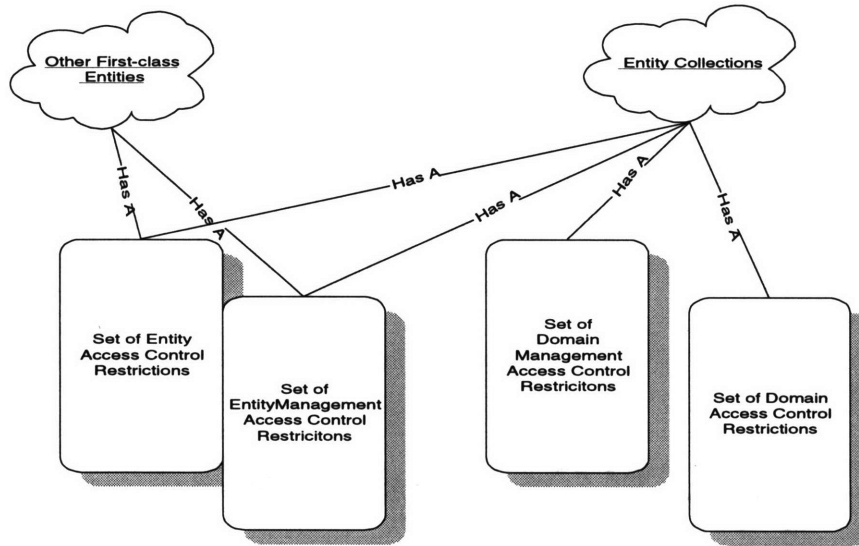 Other First-class
Entities
Entity Collections
Has A
Has A
Has A
Has A
Has A
Has A
Set of Entity
Access Control
Restrictions
Set of
EntityManagement
Access Control
Restricitons
Set of
Domain
Management
Access Control
Restricitons
Set of Domain
Access Control
Restrictions